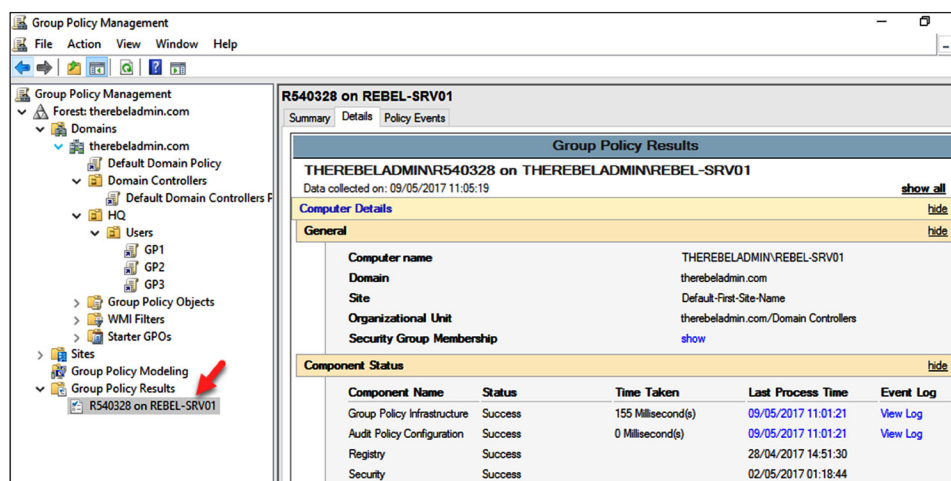 Group Policy Management
File Action View Window Help
Group Policy Management
Forest: therebeladmin.com
Domains
therebeladmin.com
Default Domain Policy
Domain Controllers
Default Domain Controllers P
HQ
Users
GP1
GP2
GP3
Group Policy Objects
WMI Filters
Starter GPOs
Sites
Group Policy Modeling
Group Policy Results
R540328 on REBEL-SRV01
R540328 on REBEL-SRV01
Summary Details Policy Events
Group Policy Results
THEREBELADMIN\R540328 on THEREBELADMIN\REBEL-SRV01
Data collected on: 09/05/2017 11:05:19 show all
Computer Details hide
General hide
Computer name THEREBELADMIN\REBEL-SRV01
Domain therebeladmin.com
Site Default-First-Site-Name
Organizational Unit therebeladmin.com/Domain Controllers
Security Group Membership show
Component Status hide
Component Name Status Time Taken Last Process Time Event Log
Group Policy Infrastructure Success 155 Millisecond(s) 09/05/2017 11:01:21 View Log
Audit Policy Configuration Success 0 Millisecond(s) 09/05/2017 11:01:21 View Log
Registry Success 28/04/2017 14:51:30
Security Success 02/05/2017 01:18:44